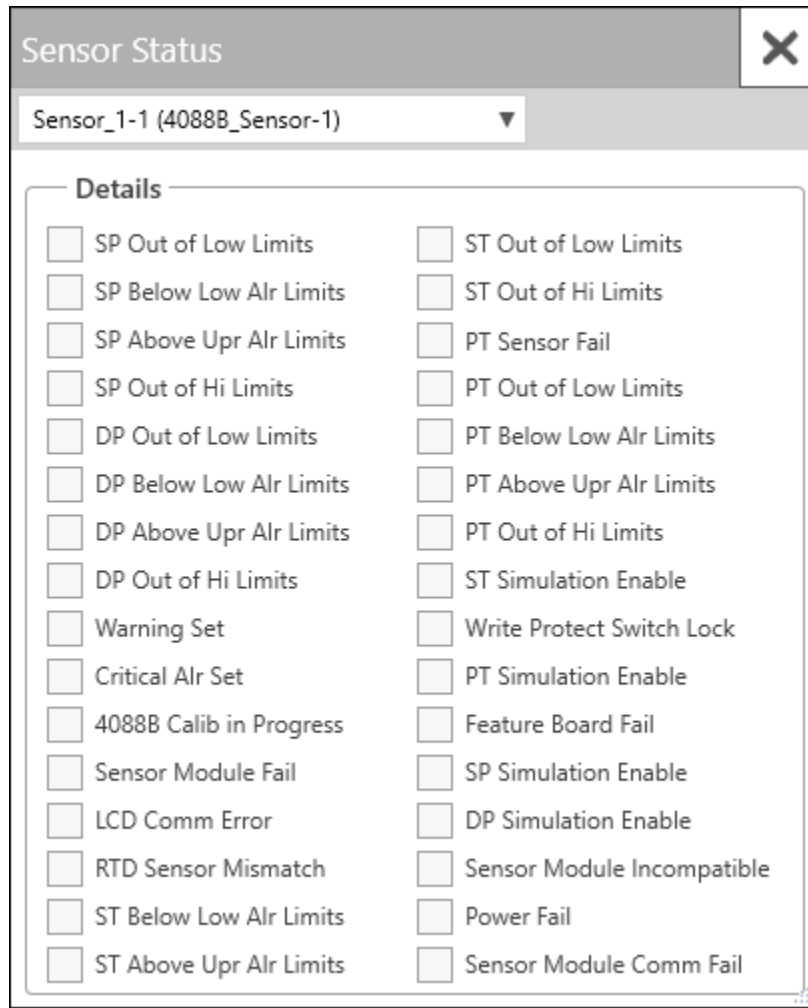 Sensor Status
Sensor_1-1 (4088B_Sensor-1)
Details
SP Out of Low Limits
SP Below Low Alr Limits
SP Above Upr Alr Limits
SP Out of Hi Limits
DP Out of Low Limits
DP Below Low Alr Limits
DP Above Upr Alr Limits
DP Out of Hi Limits
Warning Set
Critical Alr Set
4088B Calib in Progress
Sensor Module Fail
LCD Comm Error
RTD Sensor Mismatch
ST Below Low Alr Limits
ST Above Upr Alr Limits
ST Out of Low Limits
ST Out of Hi Limits
PT Sensor Fail
PT Out of Low Limits
PT Below Low Alr Limits
PT Above Upr Alr Limits
PT Out of Hi Limits
ST Simulation Enable
Write Protect Switch Lock
PT Simulation Enable
Feature Board Fail
SP Simulation Enable
DP Simulation Enable
Sensor Module Incompatible
Power Fail
Sensor Module Comm Fail